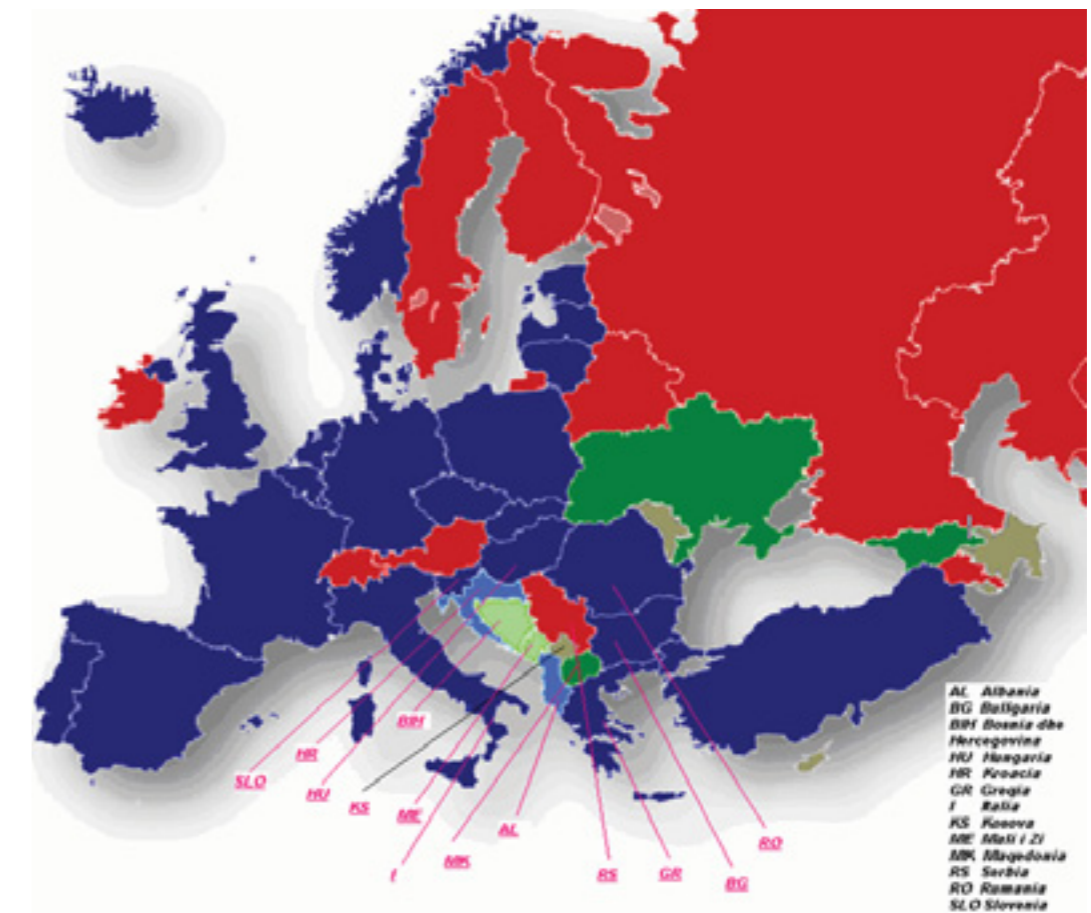 BIH
HR
SLO
HU
KS
ME
AL
I
MK
RS
GR
BG
RO
AL Albania
BG Bullgaria
BIH Bosnia dhe
Hercegovina
HU Hungaria
HR Kroacia
GR Greqia
I Italia
KS Kosova
ME Mali i Zi
MK Maqedonia
RS Serbia
RO Rumania
SLO Slovenia